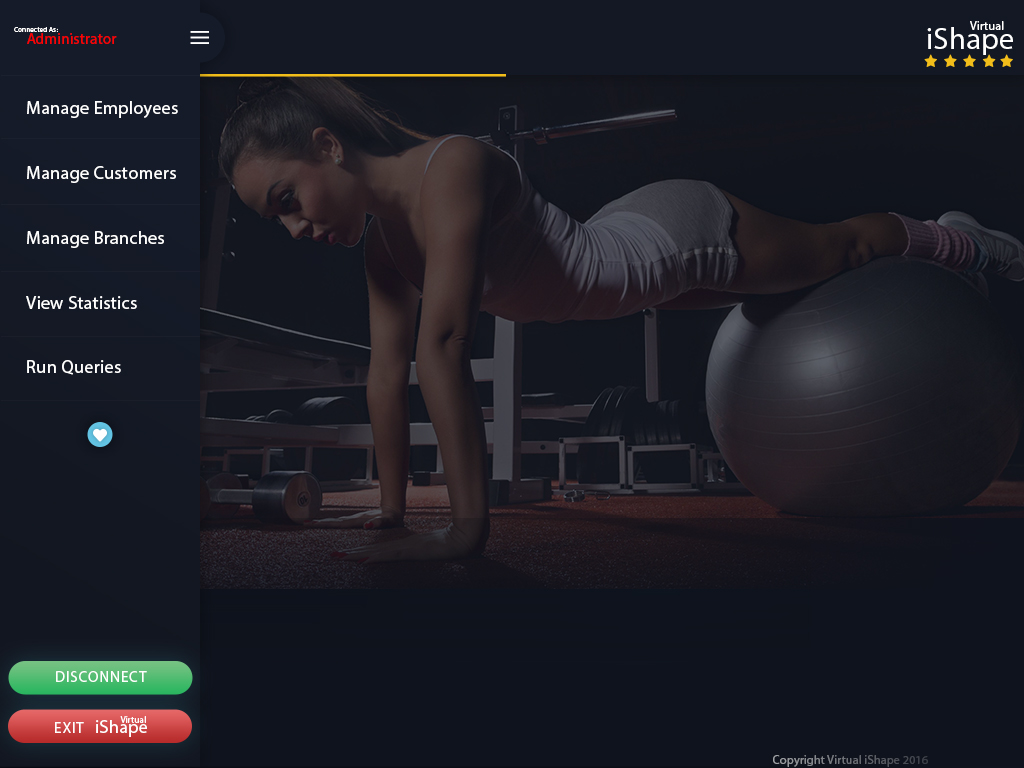 Connected As:
Administrator
Virtual
iShape
Manage Employees
Manage Customers
Manage Branches
View Statistics
Run Queries
DISCONNECT
EXIT Virtual iShape
Copyright Virtual iShape 2016